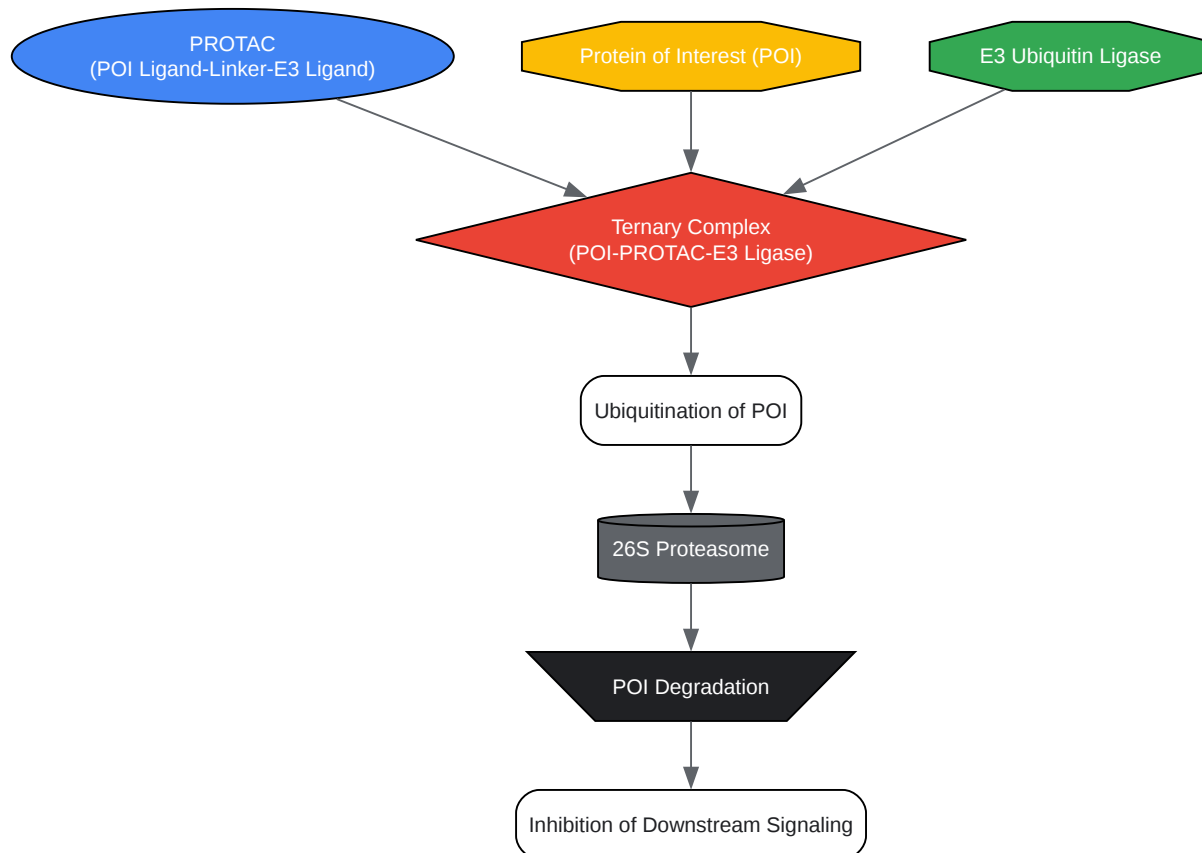 PROTAC
(POI Ligand-Linker-E3 Ligand)
Protein of Interest (POI)
E3 Ubiquitin Ligase
Ternary Complex
(POI-PROTAC-E3 Ligase)
Ubiquitination of POI
26S Proteasome
POI Degradation
Inhibition of Downstream Signaling